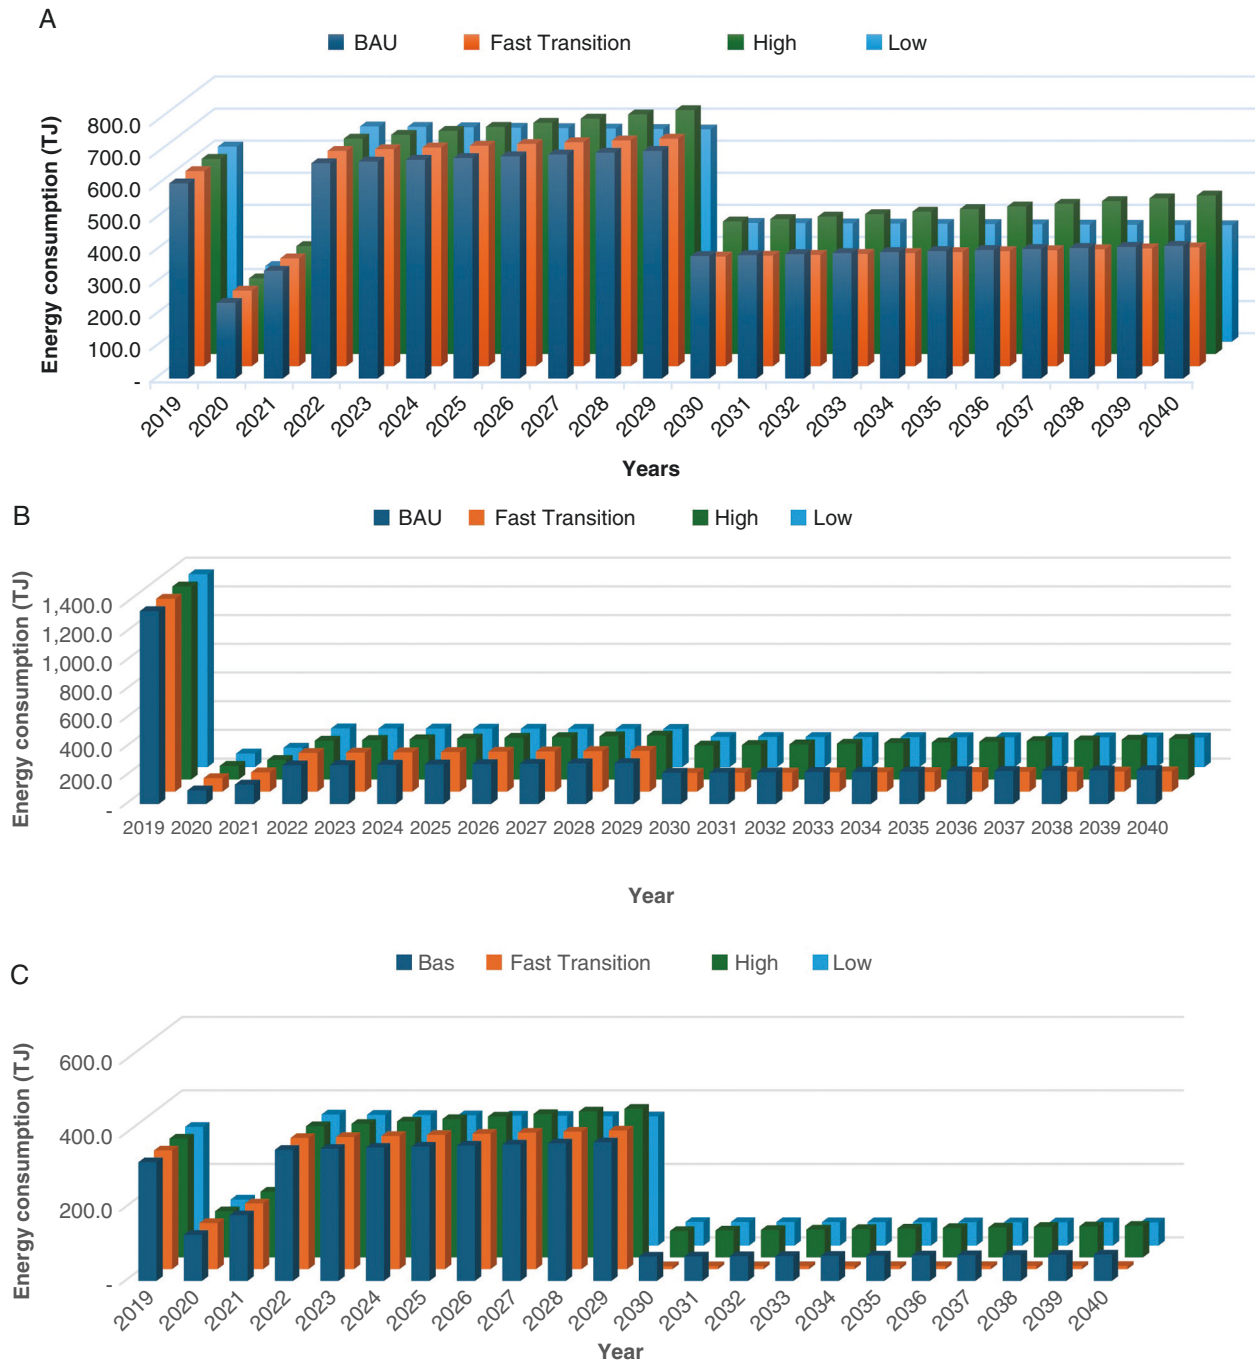 A
BAU Fast Transition High Low
Energy consumption (TJ)
800.0
700.0
600.0
500.0
400.0
300.0
200.0
100.0
-
2019 2020 2021 2022 2023 2024 2025 2026 2027 2028 2029 2030 2031 2032 2033 2034 2035 2036 2037 2038 2039 2040
Years
B
BAU Fast Transition High Low
Energy consumption (TJ)
1,400.0
1,200.0
1,000.0
800.0
600.0
400.0
200.0
-
2019 2020 2021 2022 2023 2024 2025 2026 2027 2028 2029 2030 2031 2032 2033 2034 2035 2036 2037 2038 2039 2040
Year
C
Bas Fast Transition High Low
Energy consumption (TJ)
600.0
400.0
200.0
-
2019 2020 2021 2022 2023 2024 2025 2026 2027 2028 2029 2030 2031 2032 2033 2034 2035 2036 2037 2038 2039 2040
Year